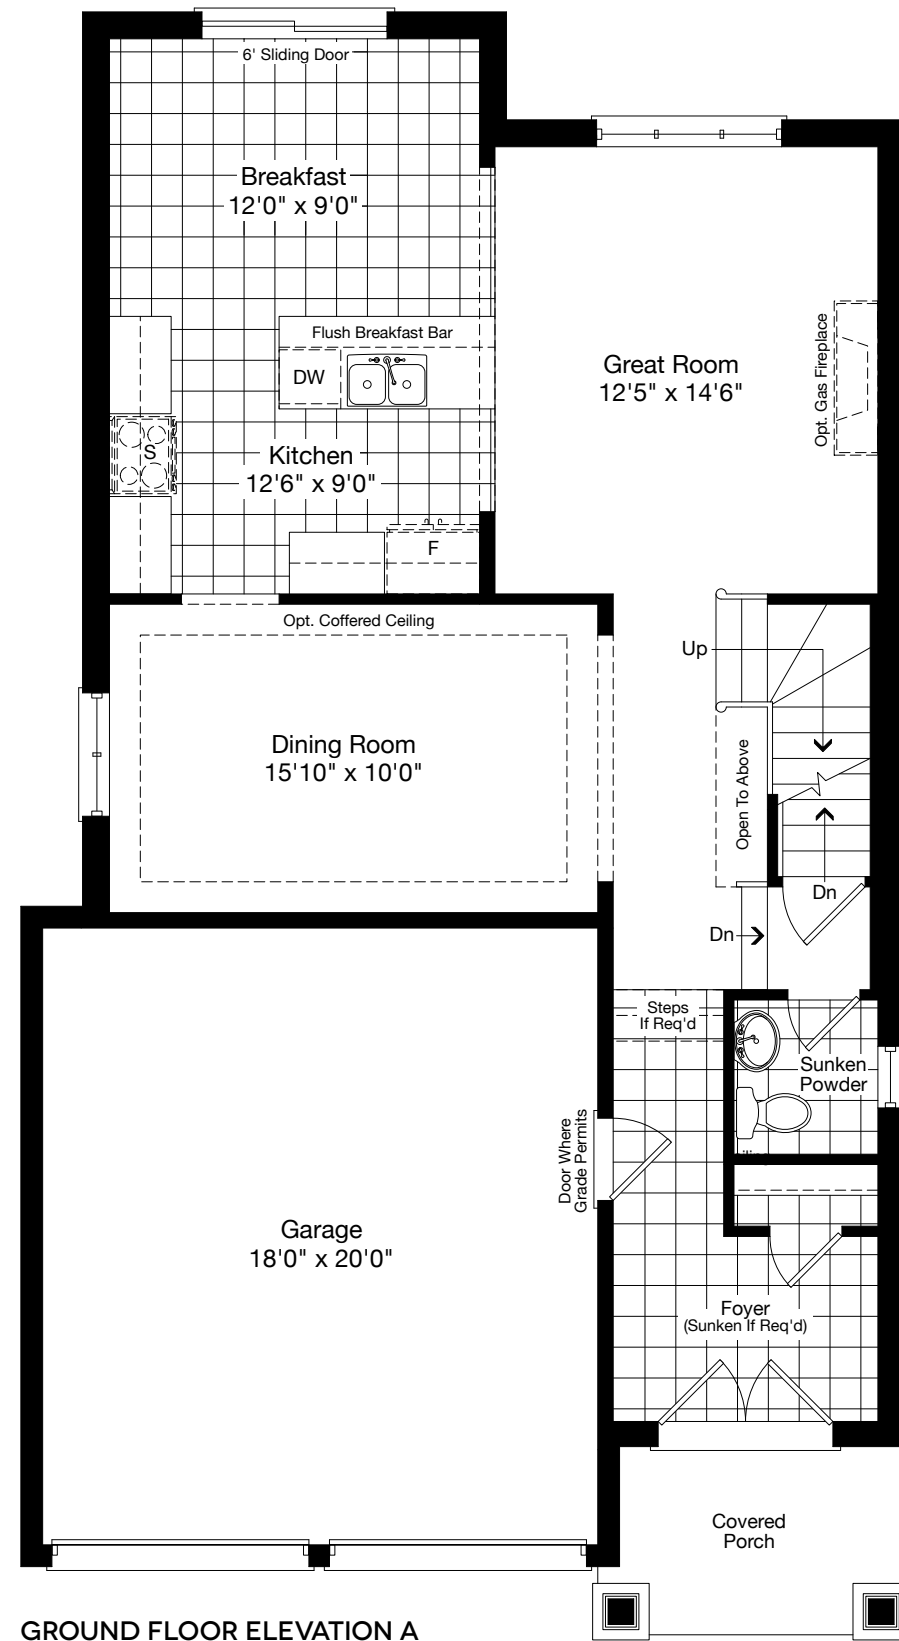 6' Sliding Door
Breakfast
12'0" x 9'0"
Flush Breakfast Bar
DW
Great Room
12'5" x 14'6"
Opt. Gas Fireplace
S
Kitchen
12'6" x 9'0"
F
Opt. Coffered Ceiling
Up
Dining Room
15'10" x 10'0"
Open To Above
Dn
Dn
Steps
If Req'd
Sunken
Powder
Door Where
Grade Permits
Garage
18'0" x 20'0"
Foyer
(Sunken If Req'd)
Covered
Porch
GROUND FLOOR ELEVATION A